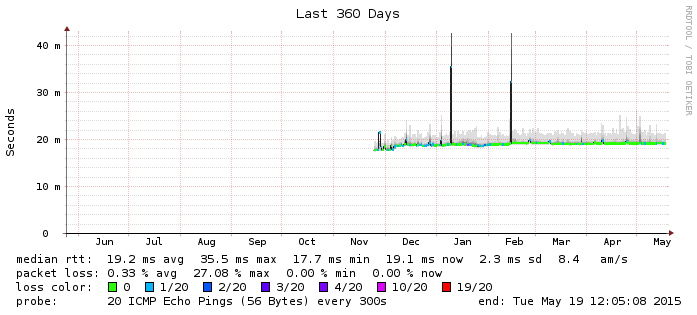 Last 360 Days
RRDTOOL / TOBI OETIKER
Seconds
40 m
30 m
20 m
10 m
0
Jun Jul Aug Sep Oct Nov Dec Jan Feb Mar Apr May
median rtt: 19.2 ms avg 35.5 ms max 17.7 ms min 19.1 ms now 2.3 ms sd 8.4 am/s
packet loss: 0.33 % avg 27.08 % max 0.00 % min 0.00 % now
loss color: 0 1/20 2/20 3/20 4/20 10/20 19/20
probe: 20 ICMP Echo Pings (56 Bytes) every 300s end: Tue May 19 12:05:08 2015